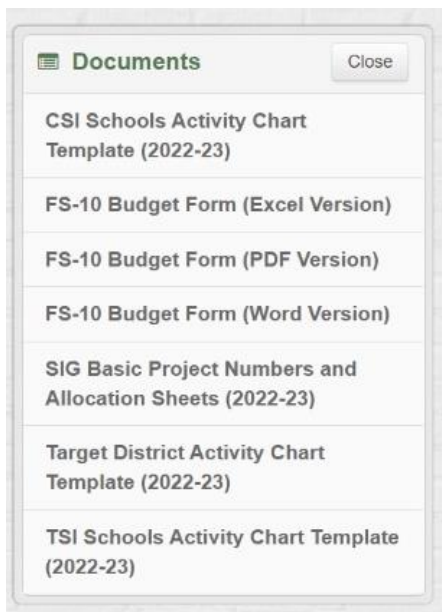 Documents
Close
CSI Schools Activity Chart
Template (2022-23)
FS-10 Budget Form (Excel Version)
FS-10 Budget Form (PDF Version)
FS-10 Budget Form (Word Version)
SIG Basic Project Numbers and
Allocation Sheets (2022-23)
Target District Activity Chart
Template (2022-23)
TSI Schools Activity Chart Template
(2022-23)